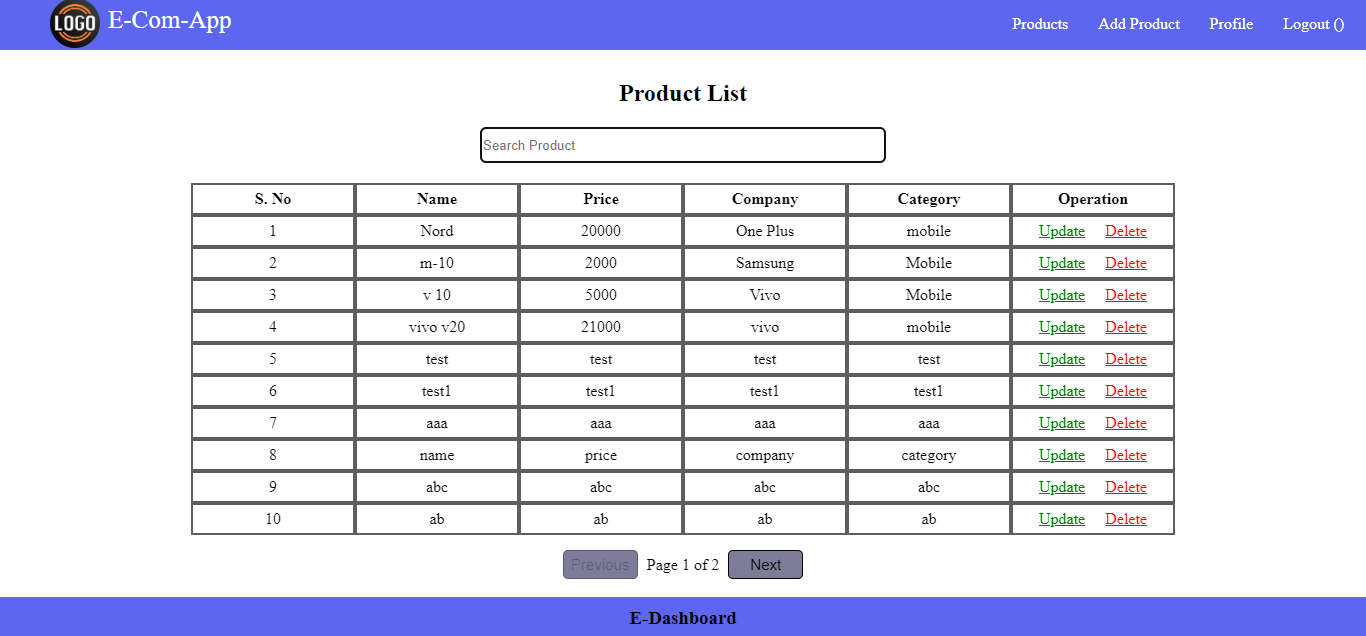 LOGO E-Com-App Products Add Product Profile Logout ()
Product List
Search Product
S. No Name Price Company Category Operation
1 Nord 20000 One Plus mobile Update Delete
2 m-10 2000 Samsung Mobile Update Delete
3 v 10 5000 Vivo Mobile Update Delete
4 vivo v20 21000 vivo mobile Update Delete
5 test test test test Update Delete
6 test1 test1 test1 test1 Update Delete
7 aaa aaa aaa aaa Update Delete
8 name price company category Update Delete
9 abc abc abc abc Update Delete
10 ab ab ab ab Update Delete
Previous Page 1 of 2 Next
E-Dashboard